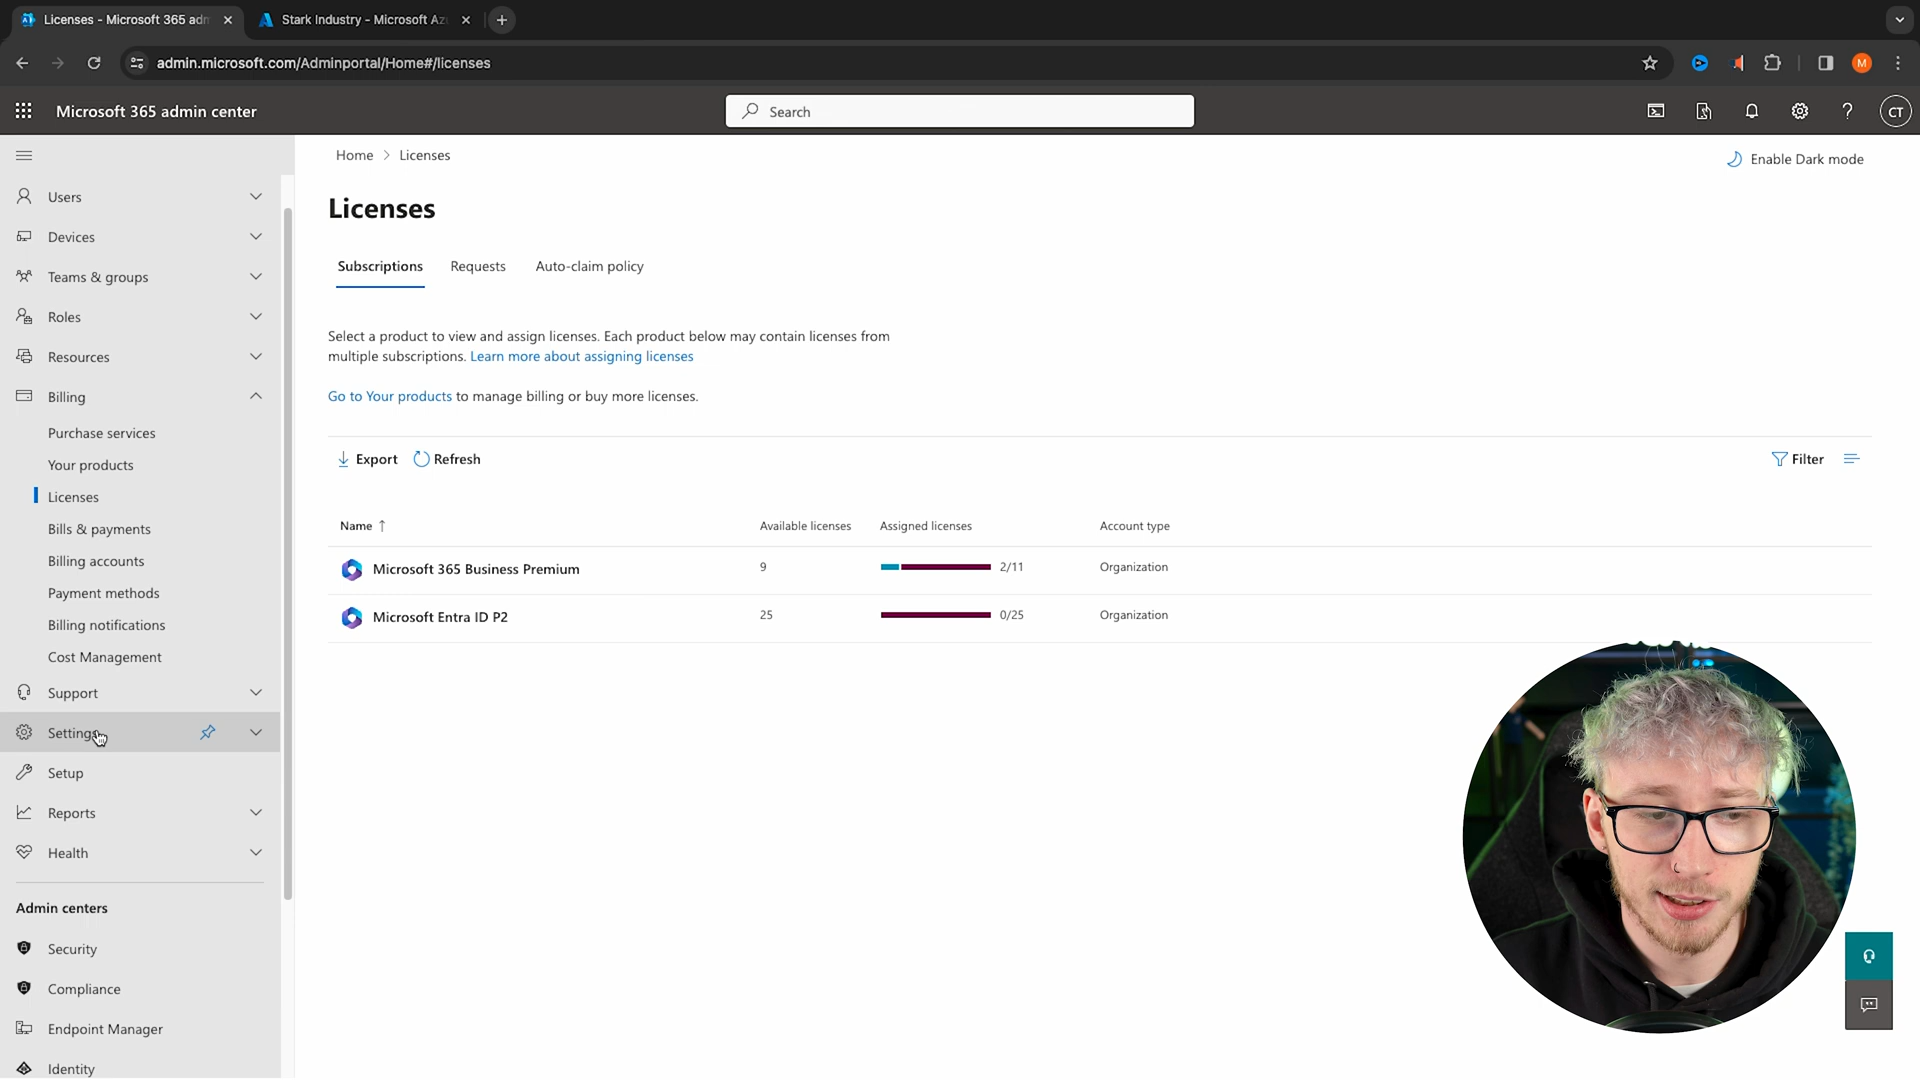 Licenses - Microsoft 365 adm
Stark Industry - Microsoft Az
admin.microsoft.com/Adminportal/Home#/licenses
M
Microsoft 365 admin center
Search
CT
Users
Devices
Teams & groups
Roles
Resources
Billing
Purchase services
Your products
Licenses
Bills & payments
Billing accounts
Payment methods
Billing notifications
Cost Management
Support
Settings
Setup
Reports
Health
Admin centers
Security
Compliance
Endpoint Manager
Identity
Home > Licenses
Enable Dark mode
Licenses
Subscriptions Requests Auto-claim policy
Select a product to view and assign licenses. Each product below may contain licenses from
multiple subscriptions. Learn more about assigning licenses
Go to Your products to manage billing or buy more licenses.
Export Refresh Filter
Name ↑ Available licenses Assigned licenses Account type
Microsoft 365 Business Premium 9 2/11 Organization
Microsoft Entra ID P2 25 0/25 Organization